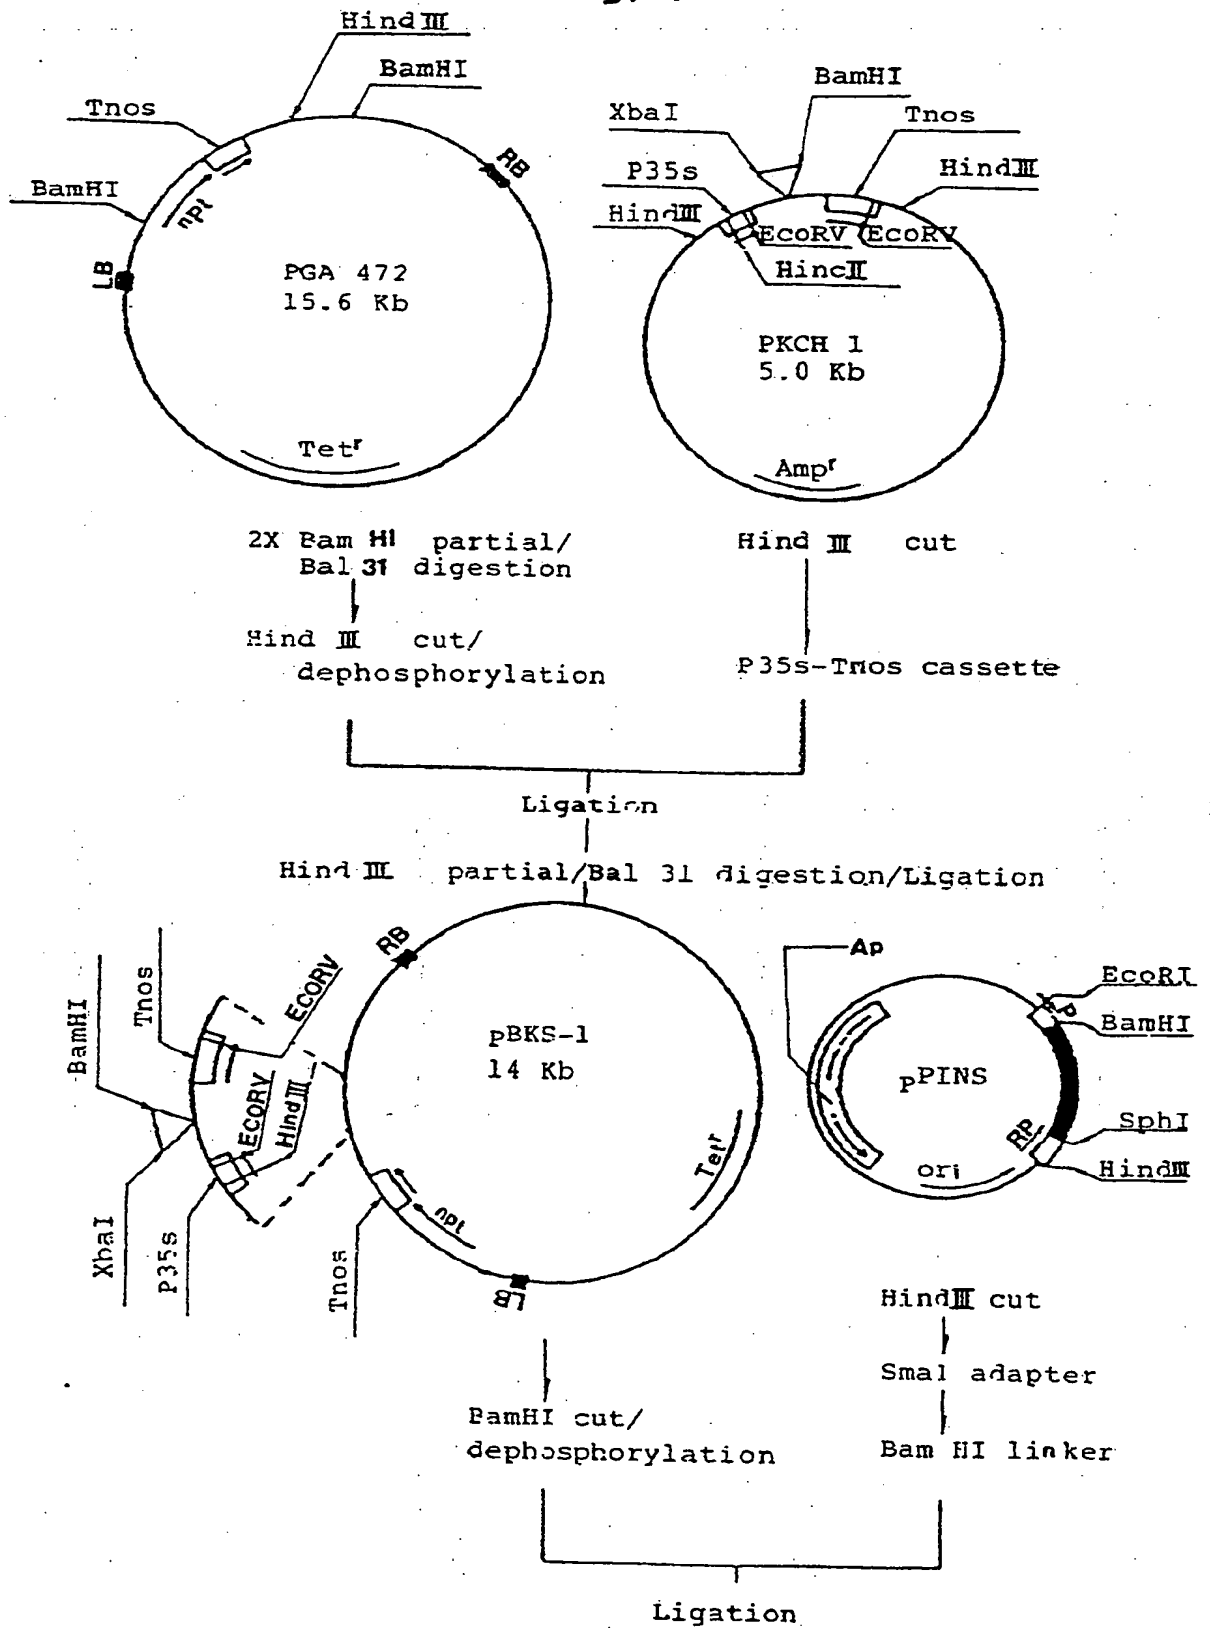 Hind III
BamHI
Tnos
BamHI
npt
RB
LB
PGA 472
15.6 Kb
Tetʳ
BamHI
XbaI
Tnos
P35s
HindIII
HindIII
EcoRV
EcoRV
HincII
PKCH 1
5.0 Kb
Ampʳ
2X Bam HI partial/
Bal 31 digestion
Hind III cut/
dephosphorylation
Hind III cut
P35s-Tnos cassette
Ligation
Hind III partial/Bal 31 digestion/Ligation
BamHI
Tnos
ECORV
ECORV
HindIII
XbaI
P35s
RB
pBKS-1
14 Kb
Tetʳ
npt
Tnos
LB
Ap
EcoRI
BamHI
pPINS
SphI
RP
HindIII
ori
BamHI cut/
dephosphorylation
HindIII cut
SmaI adapter
Bam HI linker
Ligation